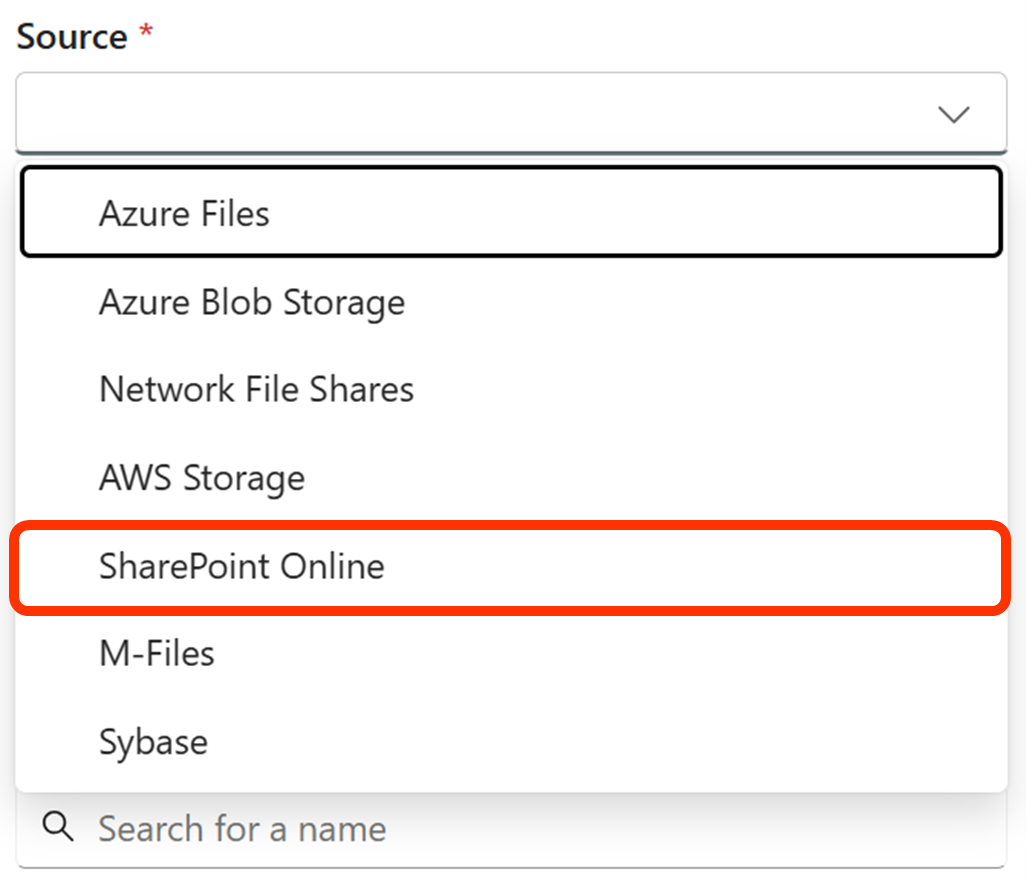 Source *
Azure Files
Azure Blob Storage
Network File Shares
AWS Storage
SharePoint Online
M-Files
Sybase
Search for a name